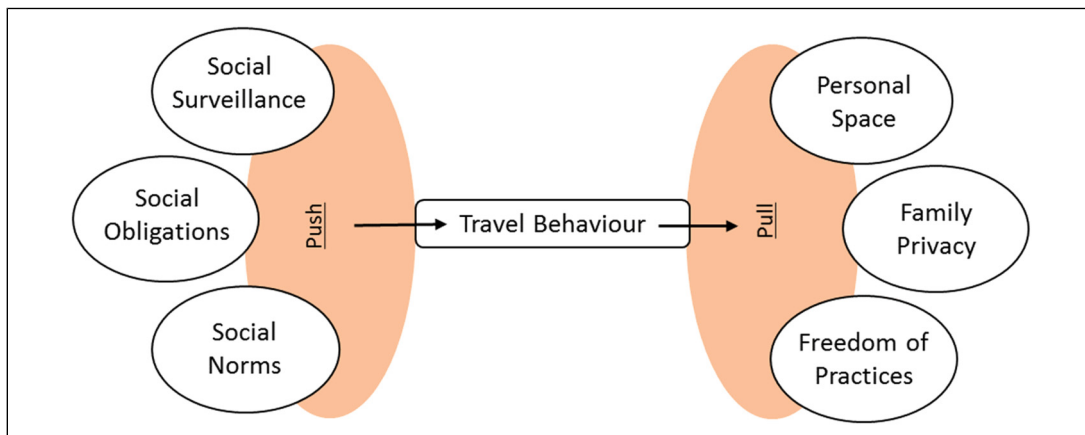 Social
Surveillance
Social
Obligations
Social
Norms
Push
Travel Behaviour
Pull
Personal
Space
Family
Privacy
Freedom of
Practices